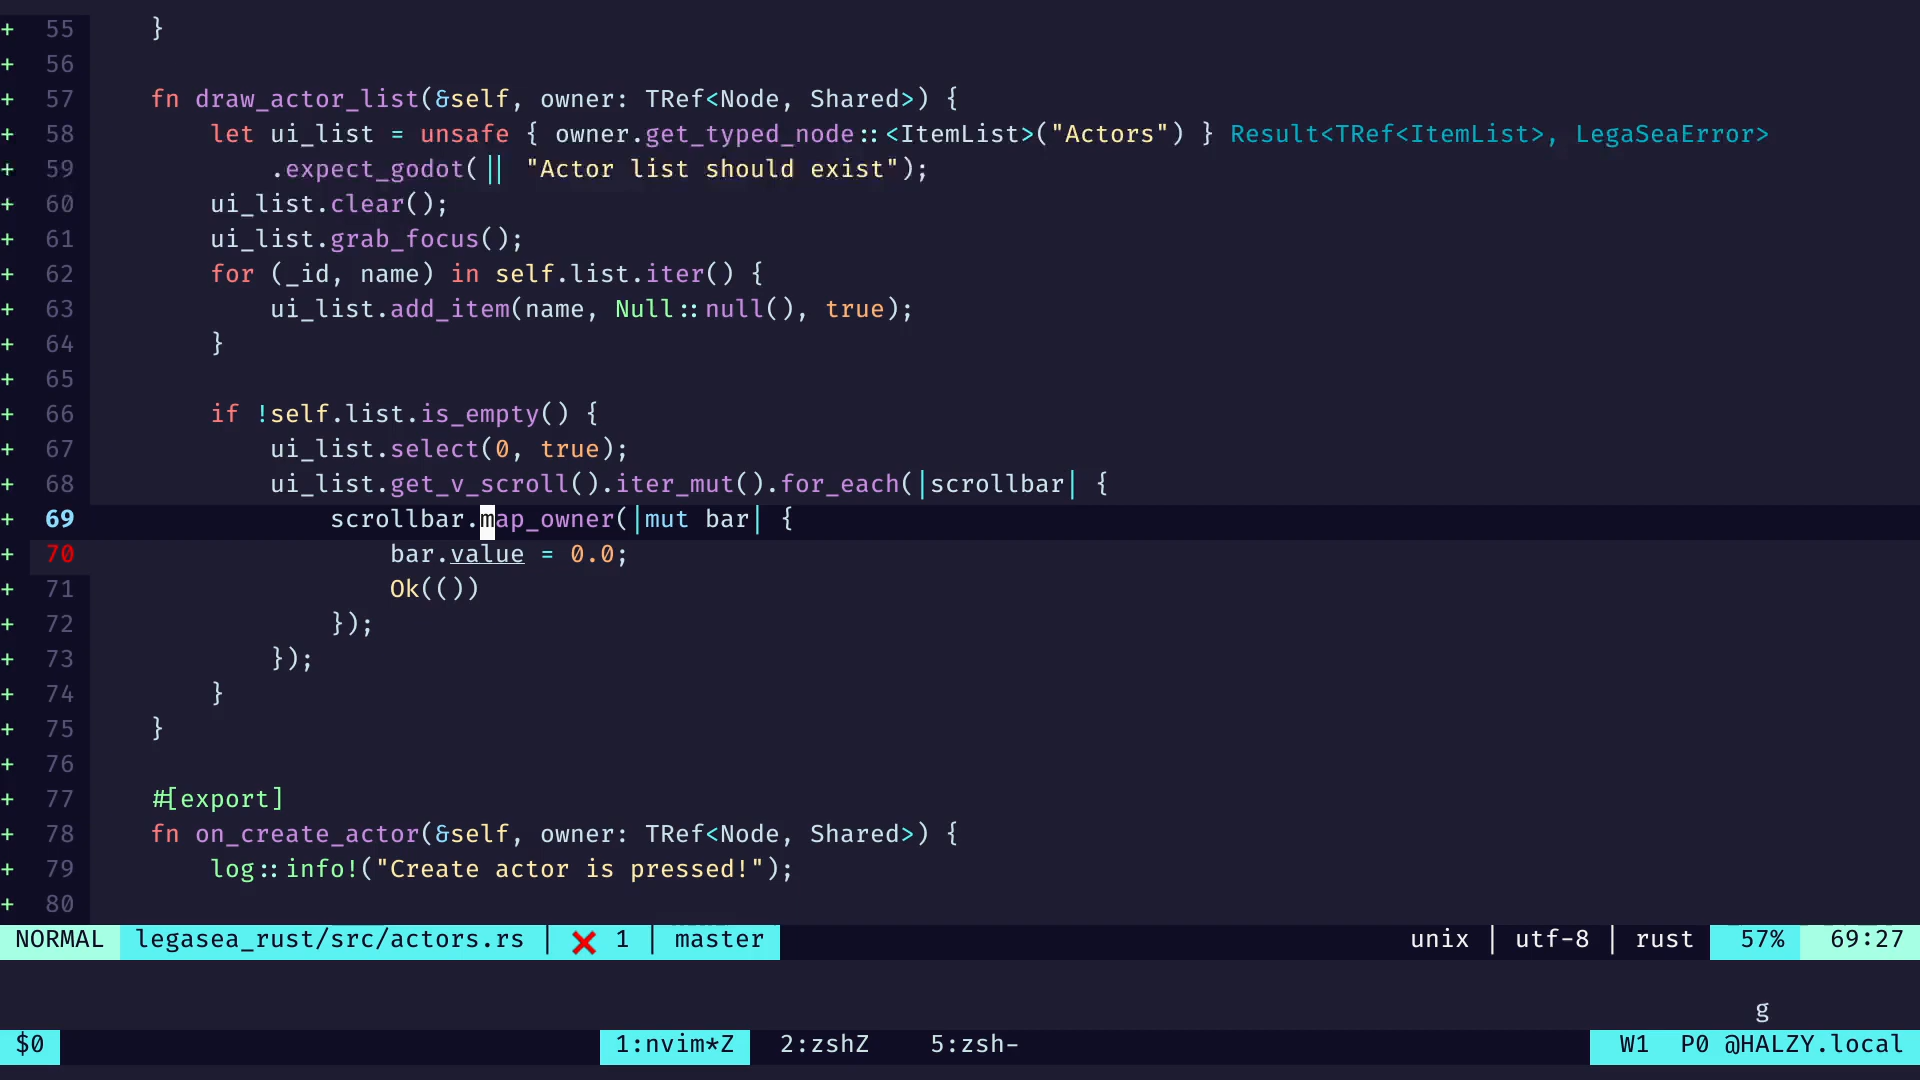 + 55     }
+ 56
+ 57     fn draw_actor_list(&self, owner: TRef<Node, Shared>) {
+ 58         let ui_list = unsafe { owner.get_typed_node::<ItemList>("Actors") } Result<TRef<ItemList>, LegaSeaError>
+ 59             .expect_godot(|| "Actor list should exist");
+ 60         ui_list.clear();
+ 61         ui_list.grab_focus();
+ 62         for (_id, name) in self.list.iter() {
+ 63             ui_list.add_item(name, Null::null(), true);
+ 64         }
+ 65
+ 66         if !self.list.is_empty() {
+ 67             ui_list.select(0, true);
+ 68             ui_list.get_v_scroll().iter_mut().for_each(|scrollbar| {
+ 69                 scrollbar.map_owner(|mut bar| {
+ 70                     bar.value = 0.0;
+ 71                     Ok(())
+ 72                 });
+ 73             });
+ 74         }
+ 75     }
+ 76
+ 77     #[export]
+ 78     fn on_create_actor(&self, owner: TRef<Node, Shared>) {
+ 79         log::info!("Create actor is pressed!");
+ 80
NORMAL legasea_rust/src/actors.rs | ❌ 1 | master unix | utf-8 | rust 57% 69:27
g
$0 1:nvim*Z 2:zshZ 5:zsh- W1 P0 @HALZY.local